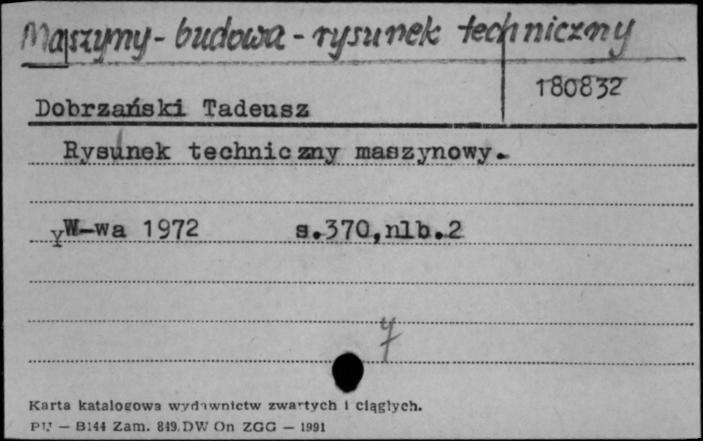 Maszyny - budowa - rysunek techniczny
180832
Dobrzański Tadeusz
Rysunek techniczny maszynowy.
W-wa 1972 s.370,nlb.2
Karta katalogowa wydawnictw zwartych i ciągłych.
PU — B144 Zam. 849. DW On ZGG — 1991